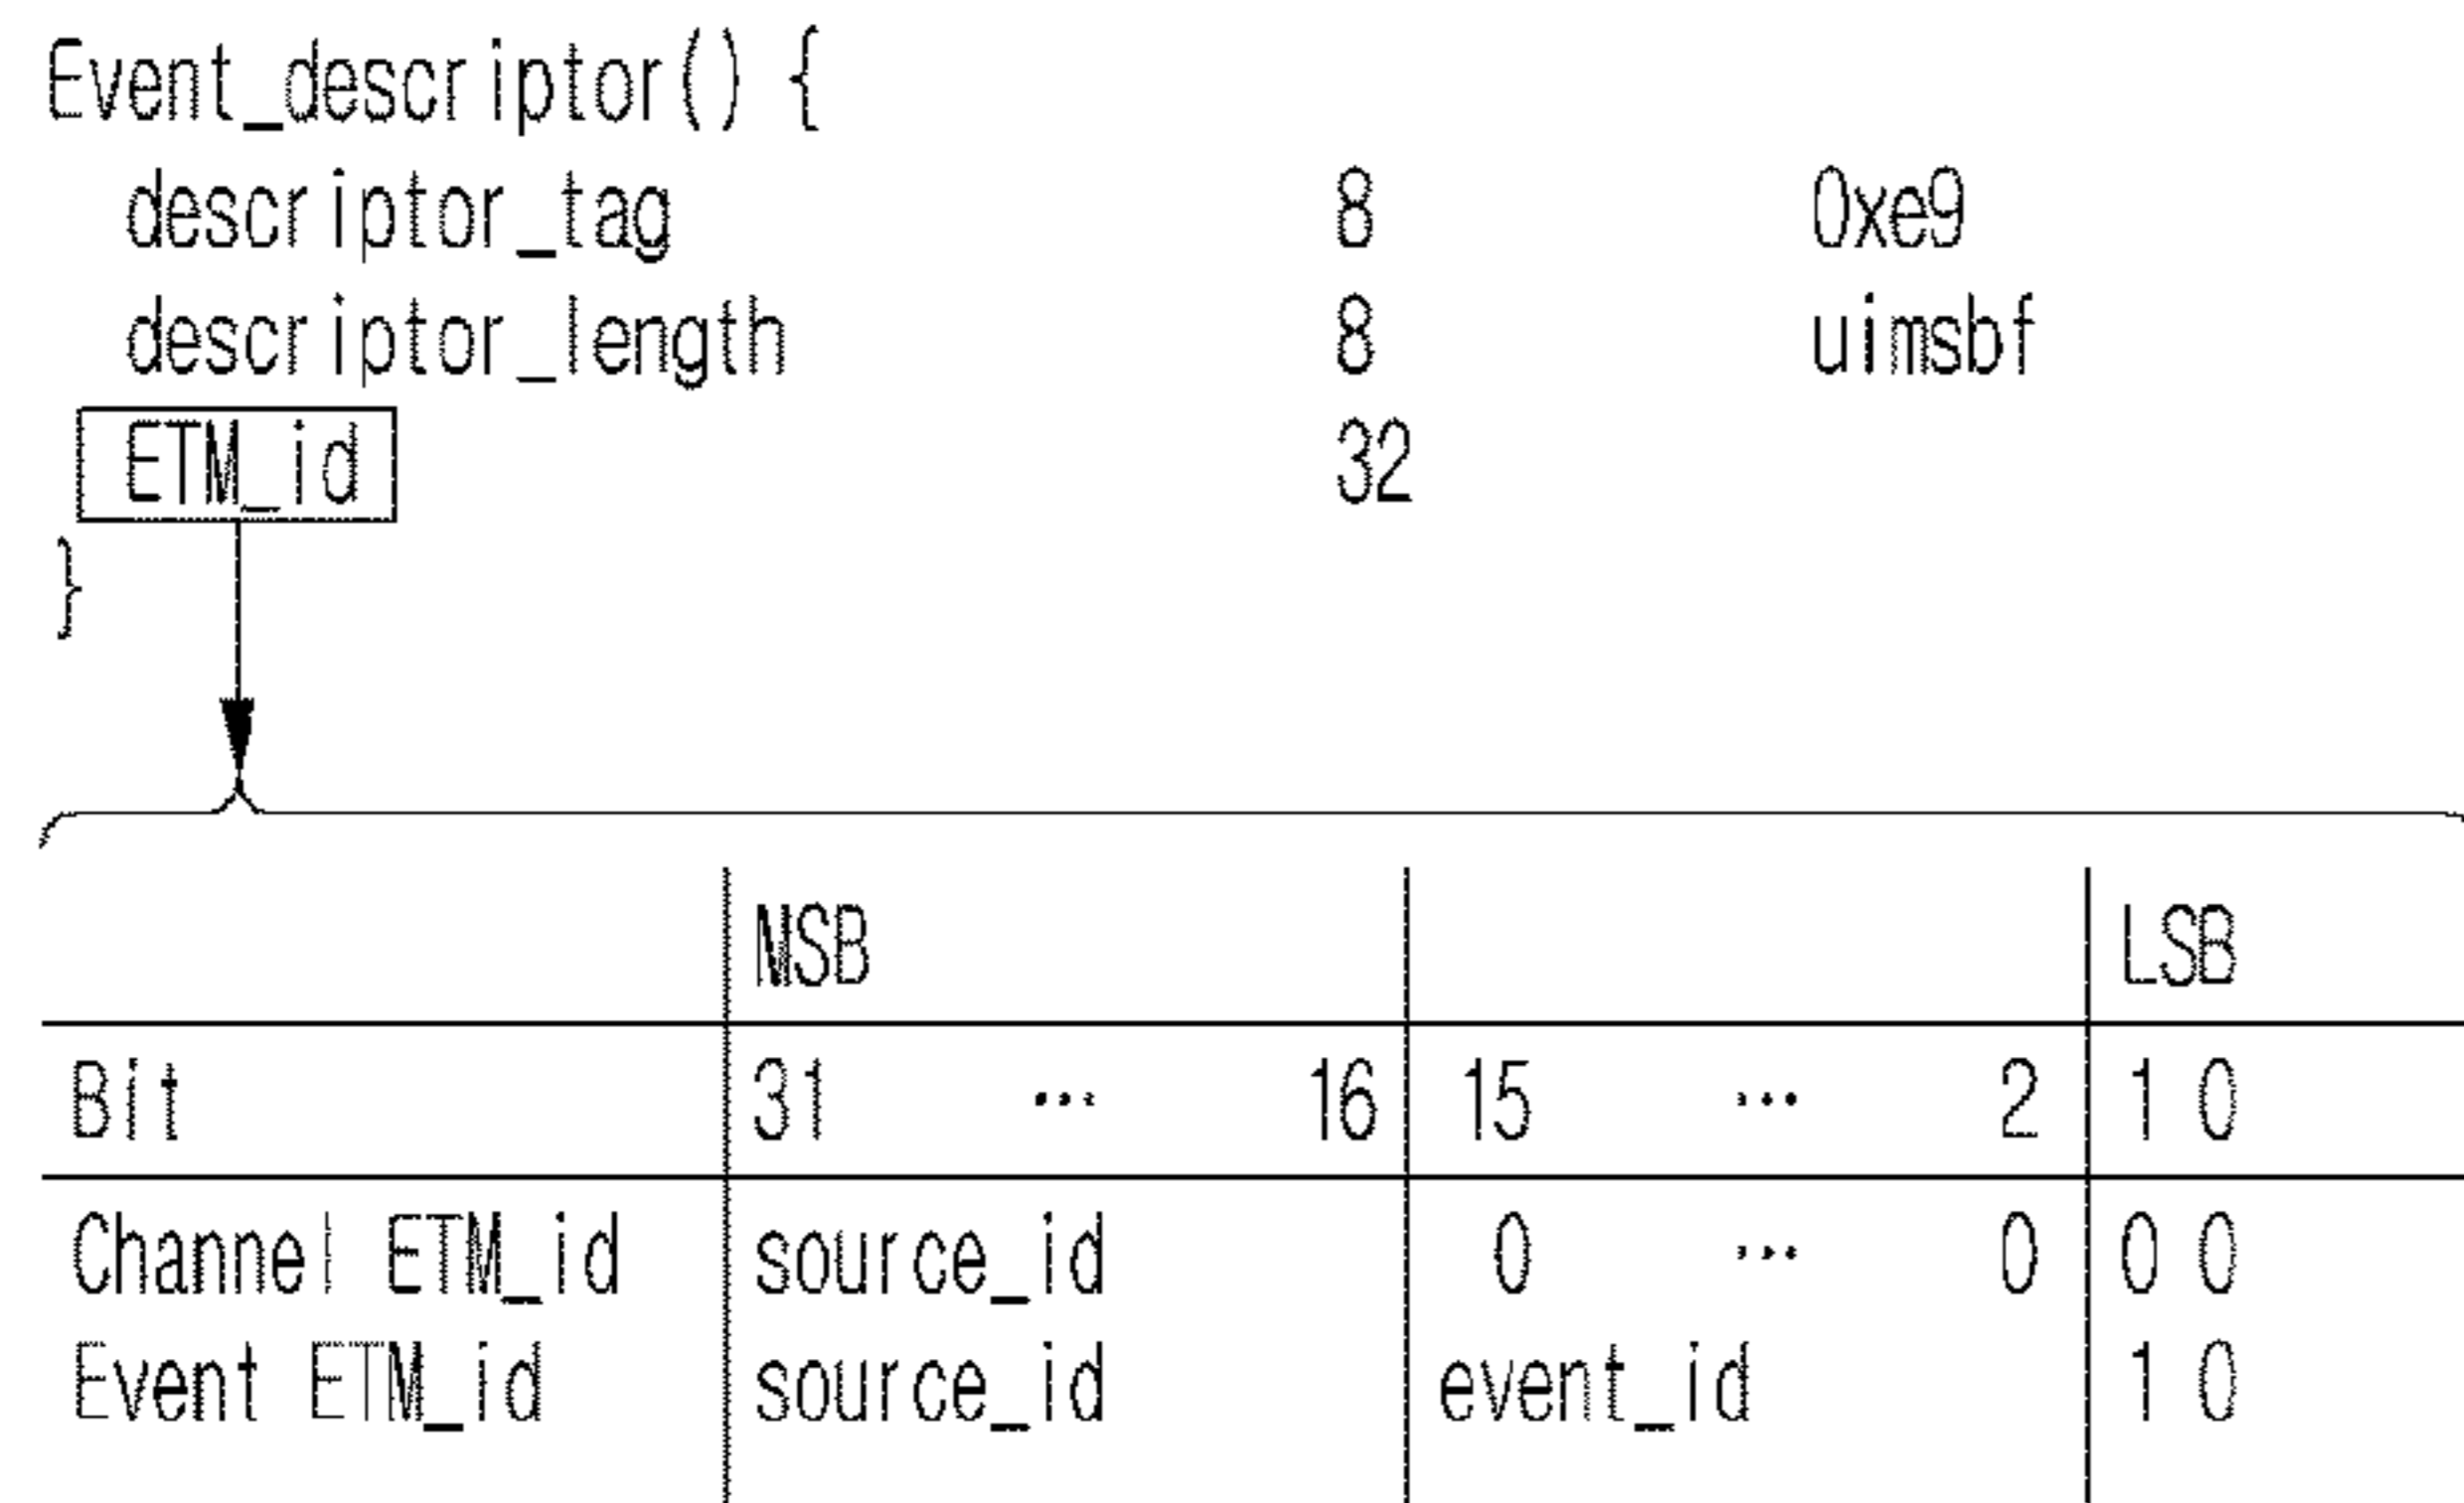 Event_descriptor() {
descriptor_tag 8 0xe9
descriptor_length 8 uimsbf
ETM_id 32
}
MSB LSB
Bit 31 ... 16 15 ... 2 1 0
Channel ETM_id source_id 0 ... 0 0 0
Event ETM_id source_id event_id 1 0